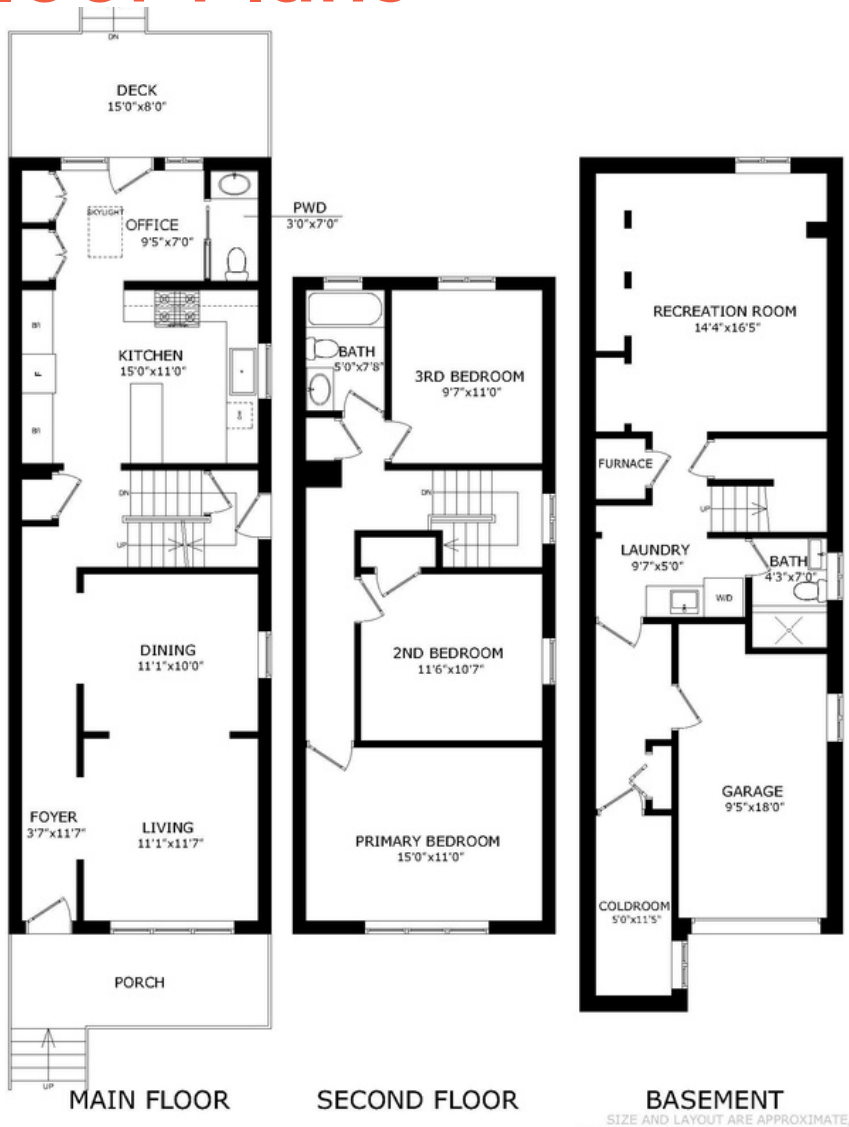 DN
DECK
15'0"x8'0"
SKYLIGHT
OFFICE
9'5"x7'0"
PWD
3'0"x7'0"
KITCHEN
15'0"x11'0"
F
DW
DN
UP
DINING
11'1"x10'0"
FOYER
3'7"x11'7"
LIVING
11'1"x11'7"
PORCH
UP
MAIN FLOOR
BATH
5'0"x7'8"
3RD BEDROOM
9'7"x11'0"
DN
2ND BEDROOM
11'6"x10'7"
PRIMARY BEDROOM
15'0"x11'0"
SECOND FLOOR
RECREATION ROOM
14'4"x16'5"
FURNACE
UP
LAUNDRY
9'7"x5'0"
W/D
BATH
4'3"x7'0"
GARAGE
9'5"x18'0"
COLDROOM
5'0"x11'5"
BASEMENT
SIZE AND LAYOUT ARE APPROXIMATE,